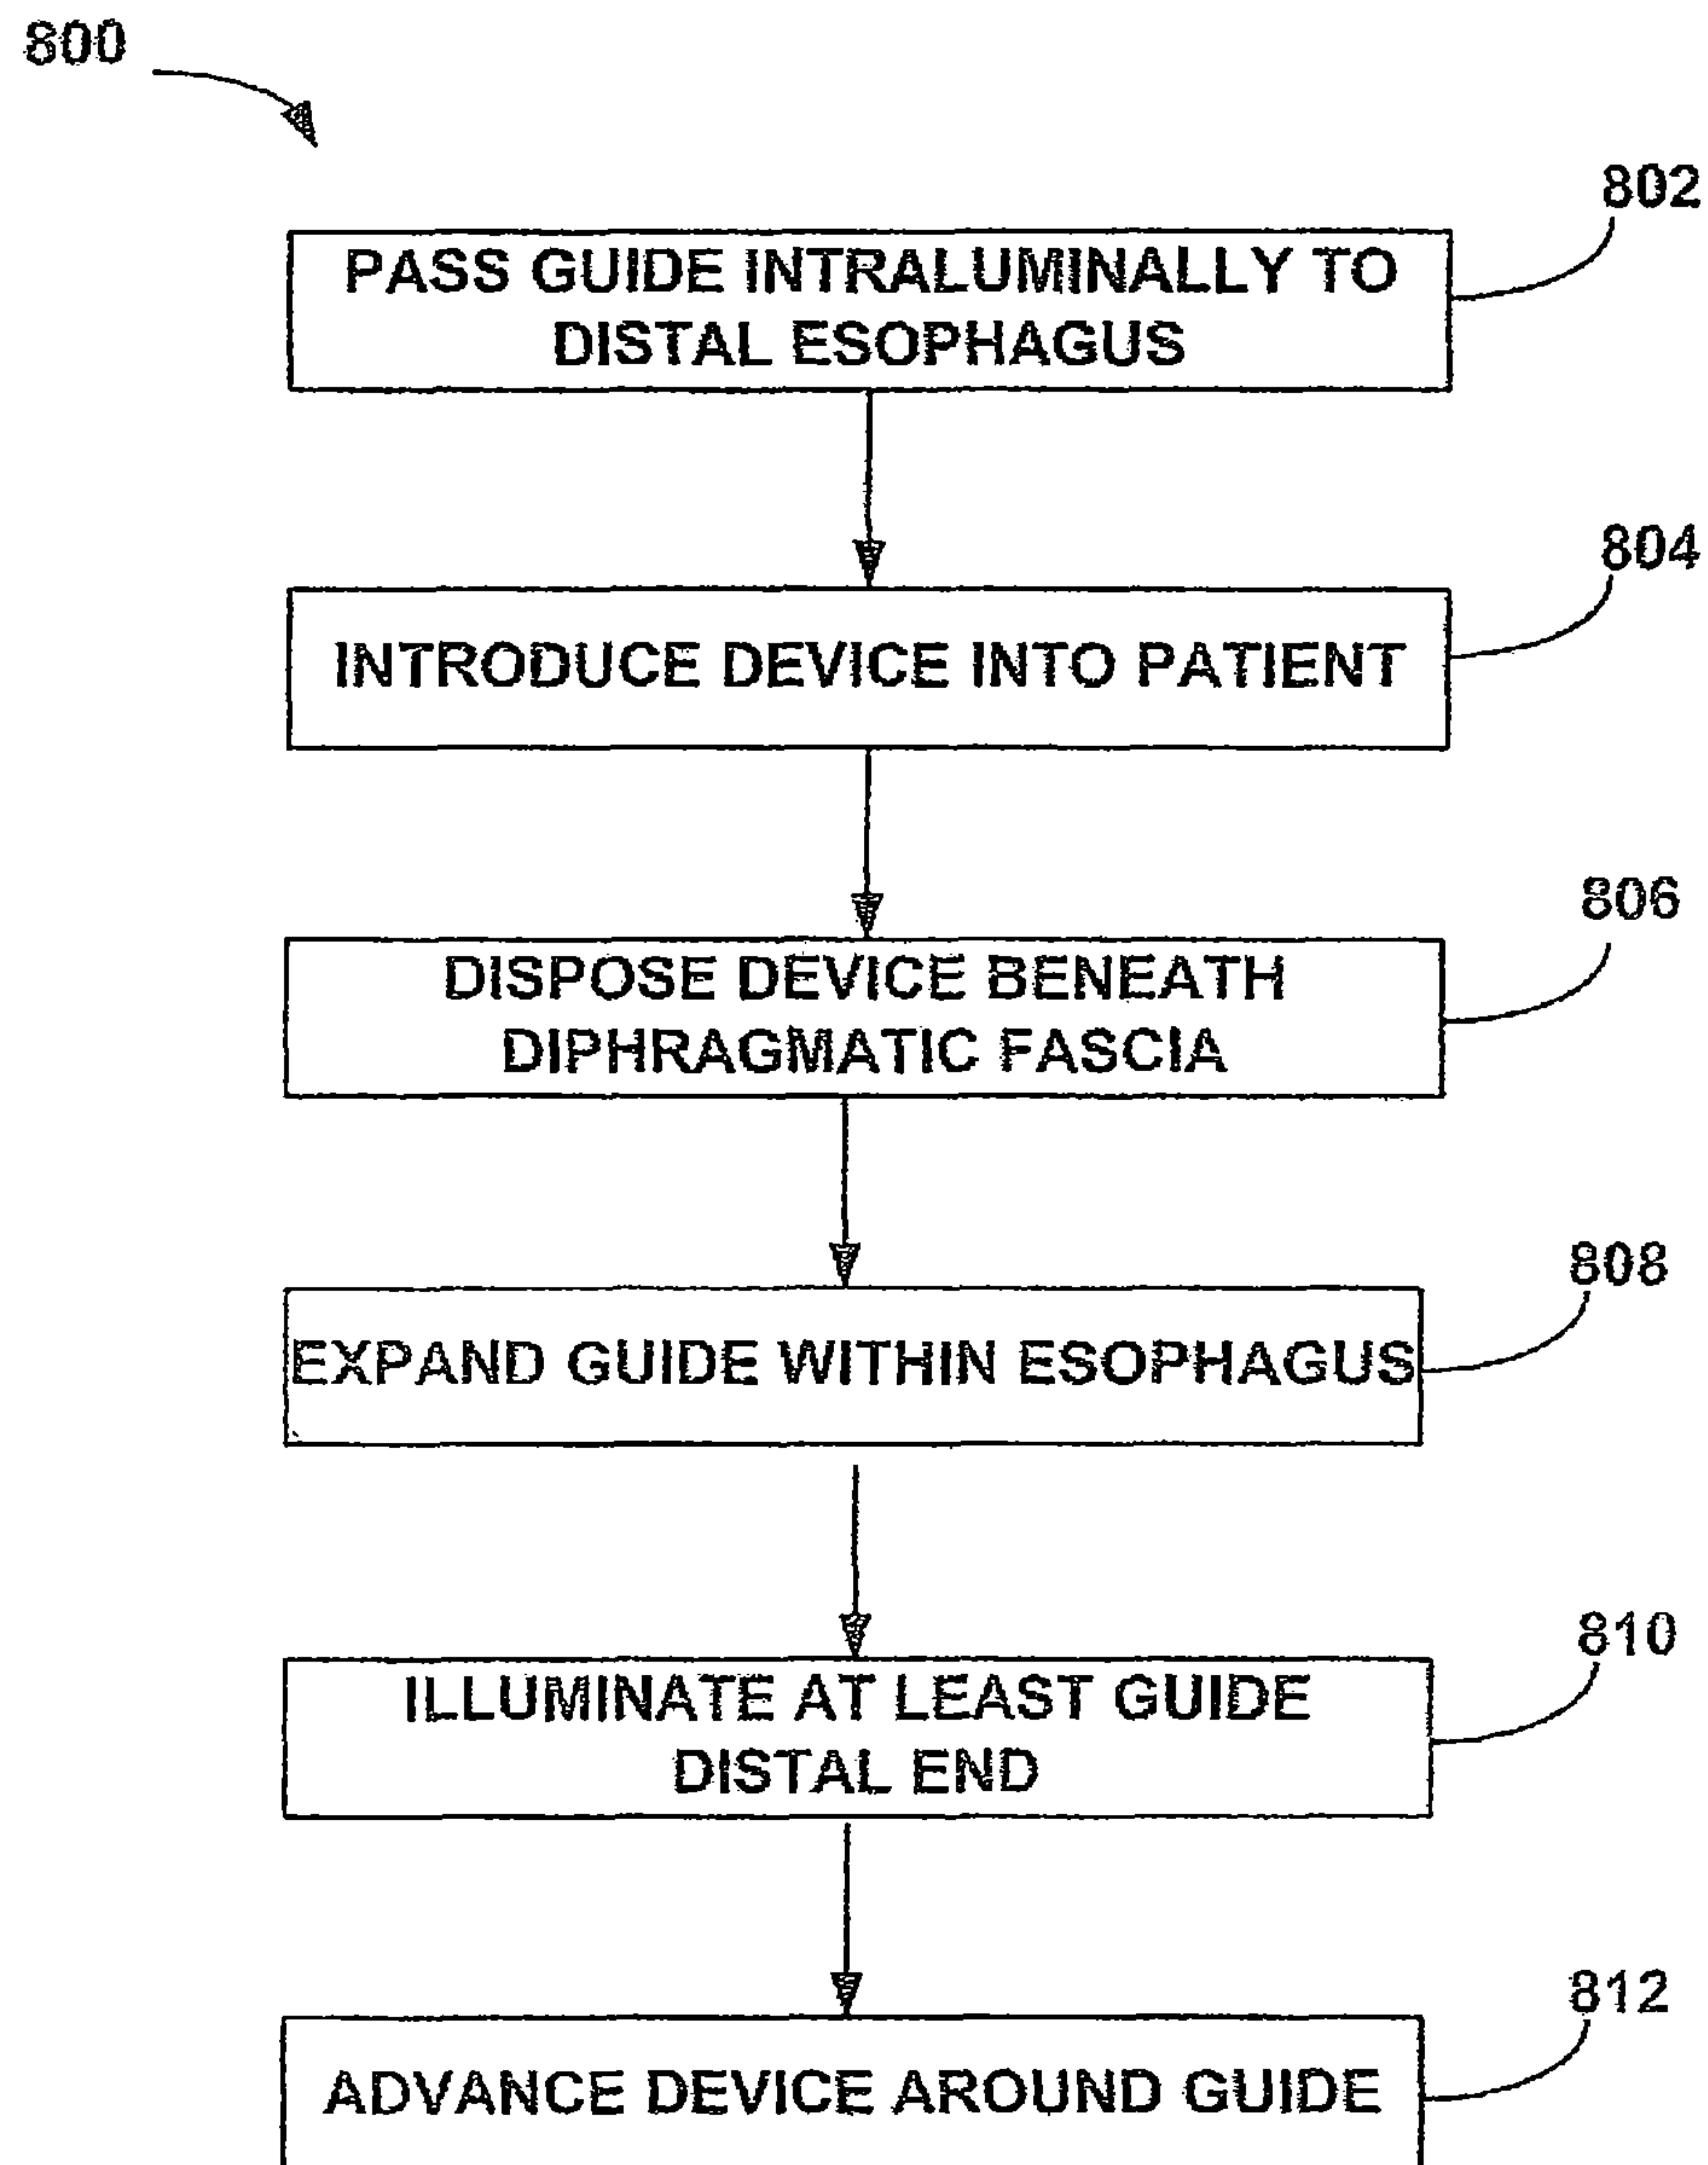 800
802
PASS GUIDE INTRALUMINALLY TO
DISTAL ESOPHAGUS
804
INTRODUCE DEVICE INTO PATIENT
806
DISPOSE DEVICE BENEATH
DIPHRAGMATIC FASCIA
808
EXPAND GUIDE WITHIN ESOPHAGUS
810
ILLUMINATE AT LEAST GUIDE
DISTAL END
812
ADVANCE DEVICE AROUND GUIDE